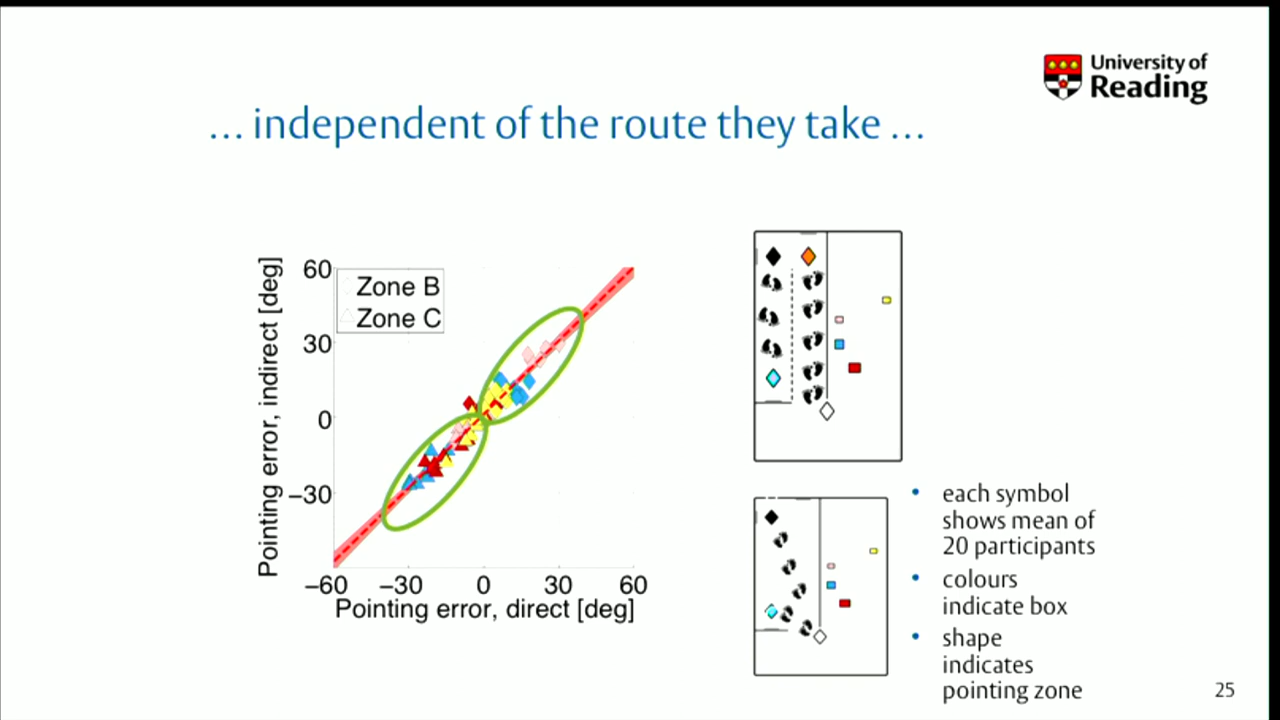 University of
Reading
... independent of the route they take ...
Pointing error, indirect [deg]
60
30
0
−30
Zone B
Zone C
−60
−30
0
30
60
Pointing error, direct [deg]
• each symbol
shows mean of
20 participants
• colours
indicate box
• shape
indicates
pointing zone
25